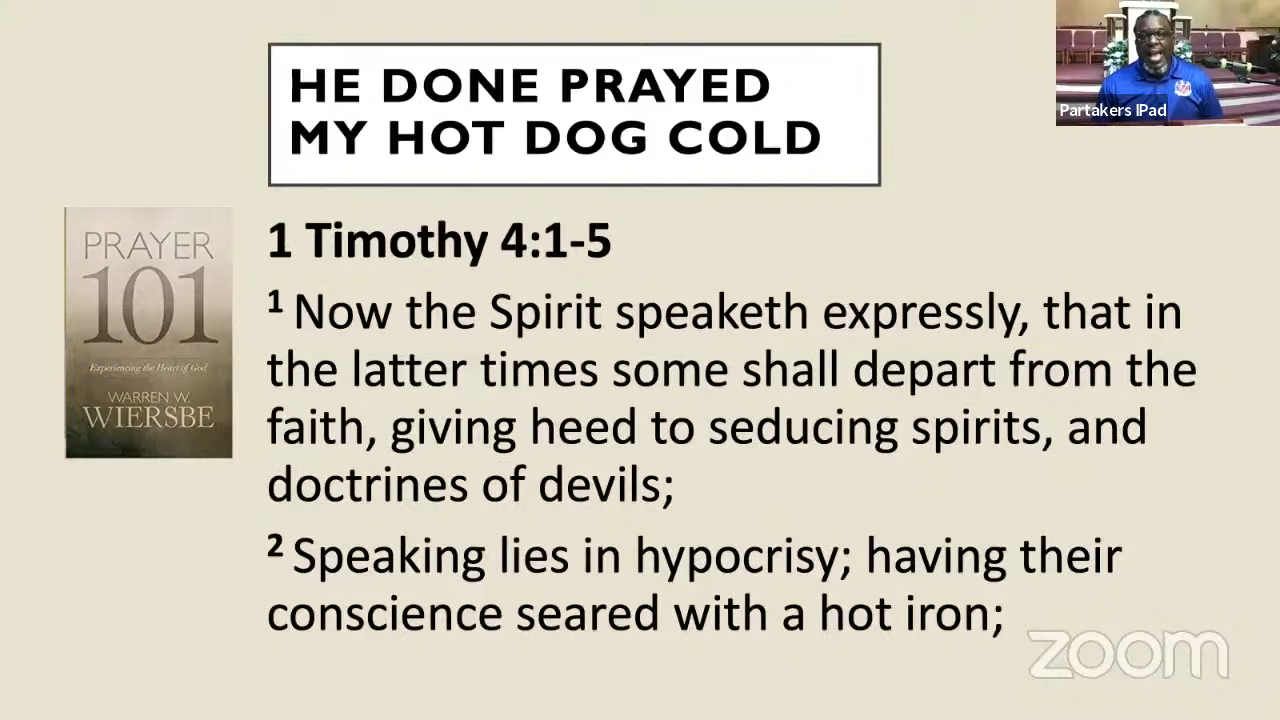 HE DONE PRAYED
MY HOT DOG COLD
Partakers IPad
PRAYER
101
Experiencing the Heart of God
WARREN W.
WIERSBE
1 Timothy 4:1-5
1 Now the Spirit speaketh expressly, that in
the latter times some shall depart from the
faith, giving heed to seducing spirits, and
doctrines of devils;
2 Speaking lies in hypocrisy; having their
conscience seared with a hot iron;
zoom